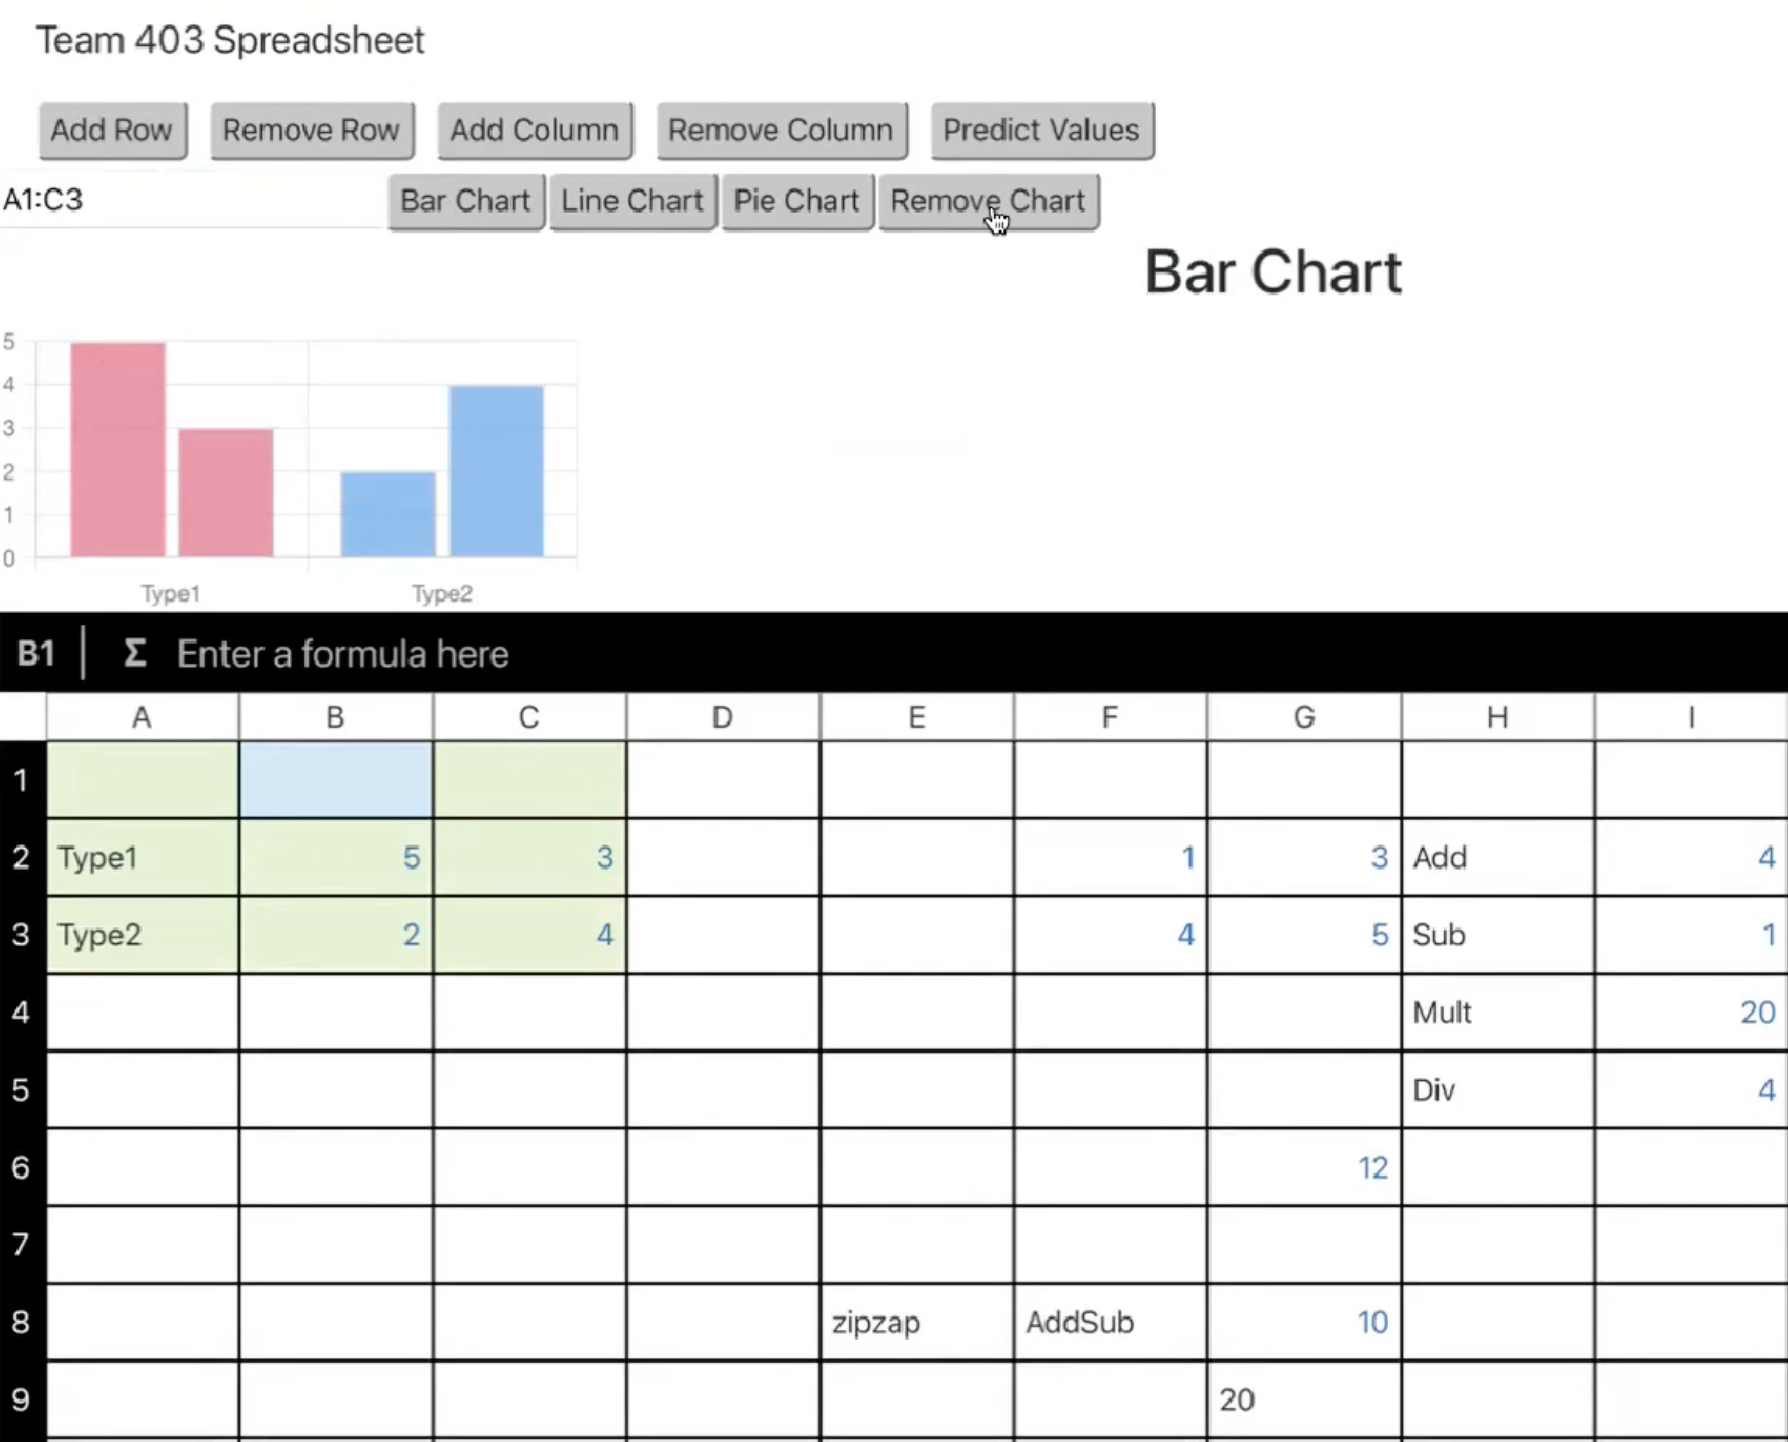 Team 403 Spreadsheet
Add Row Remove Row Add Column Remove Column Predict Values
A1:C3 Bar Chart Line Chart Pie Chart Remove Chart
Bar Chart
5
4
3
2
1
0
Type1 Type2
B1 Σ Enter a formula here
A B C D E F G H I
1
2 Type1 5 3 1 3 Add 4
3 Type2 2 4 4 5 Sub 1
4 Mult 20
5 Div 4
6 12
7
8 zipzap AddSub 10
9 20